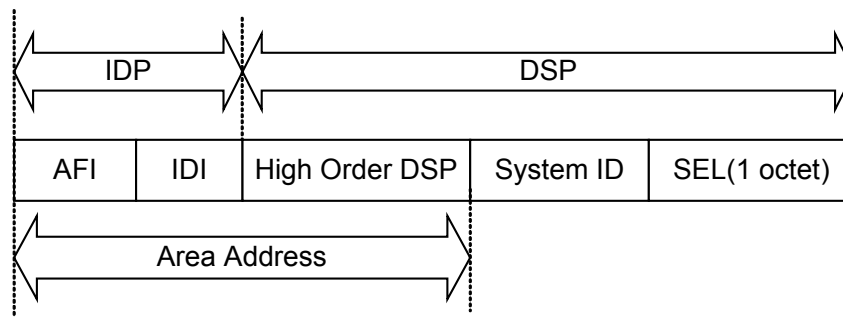 IDP DSP
AFI IDI High Order DSP System ID SEL(1 octet)
Area Address